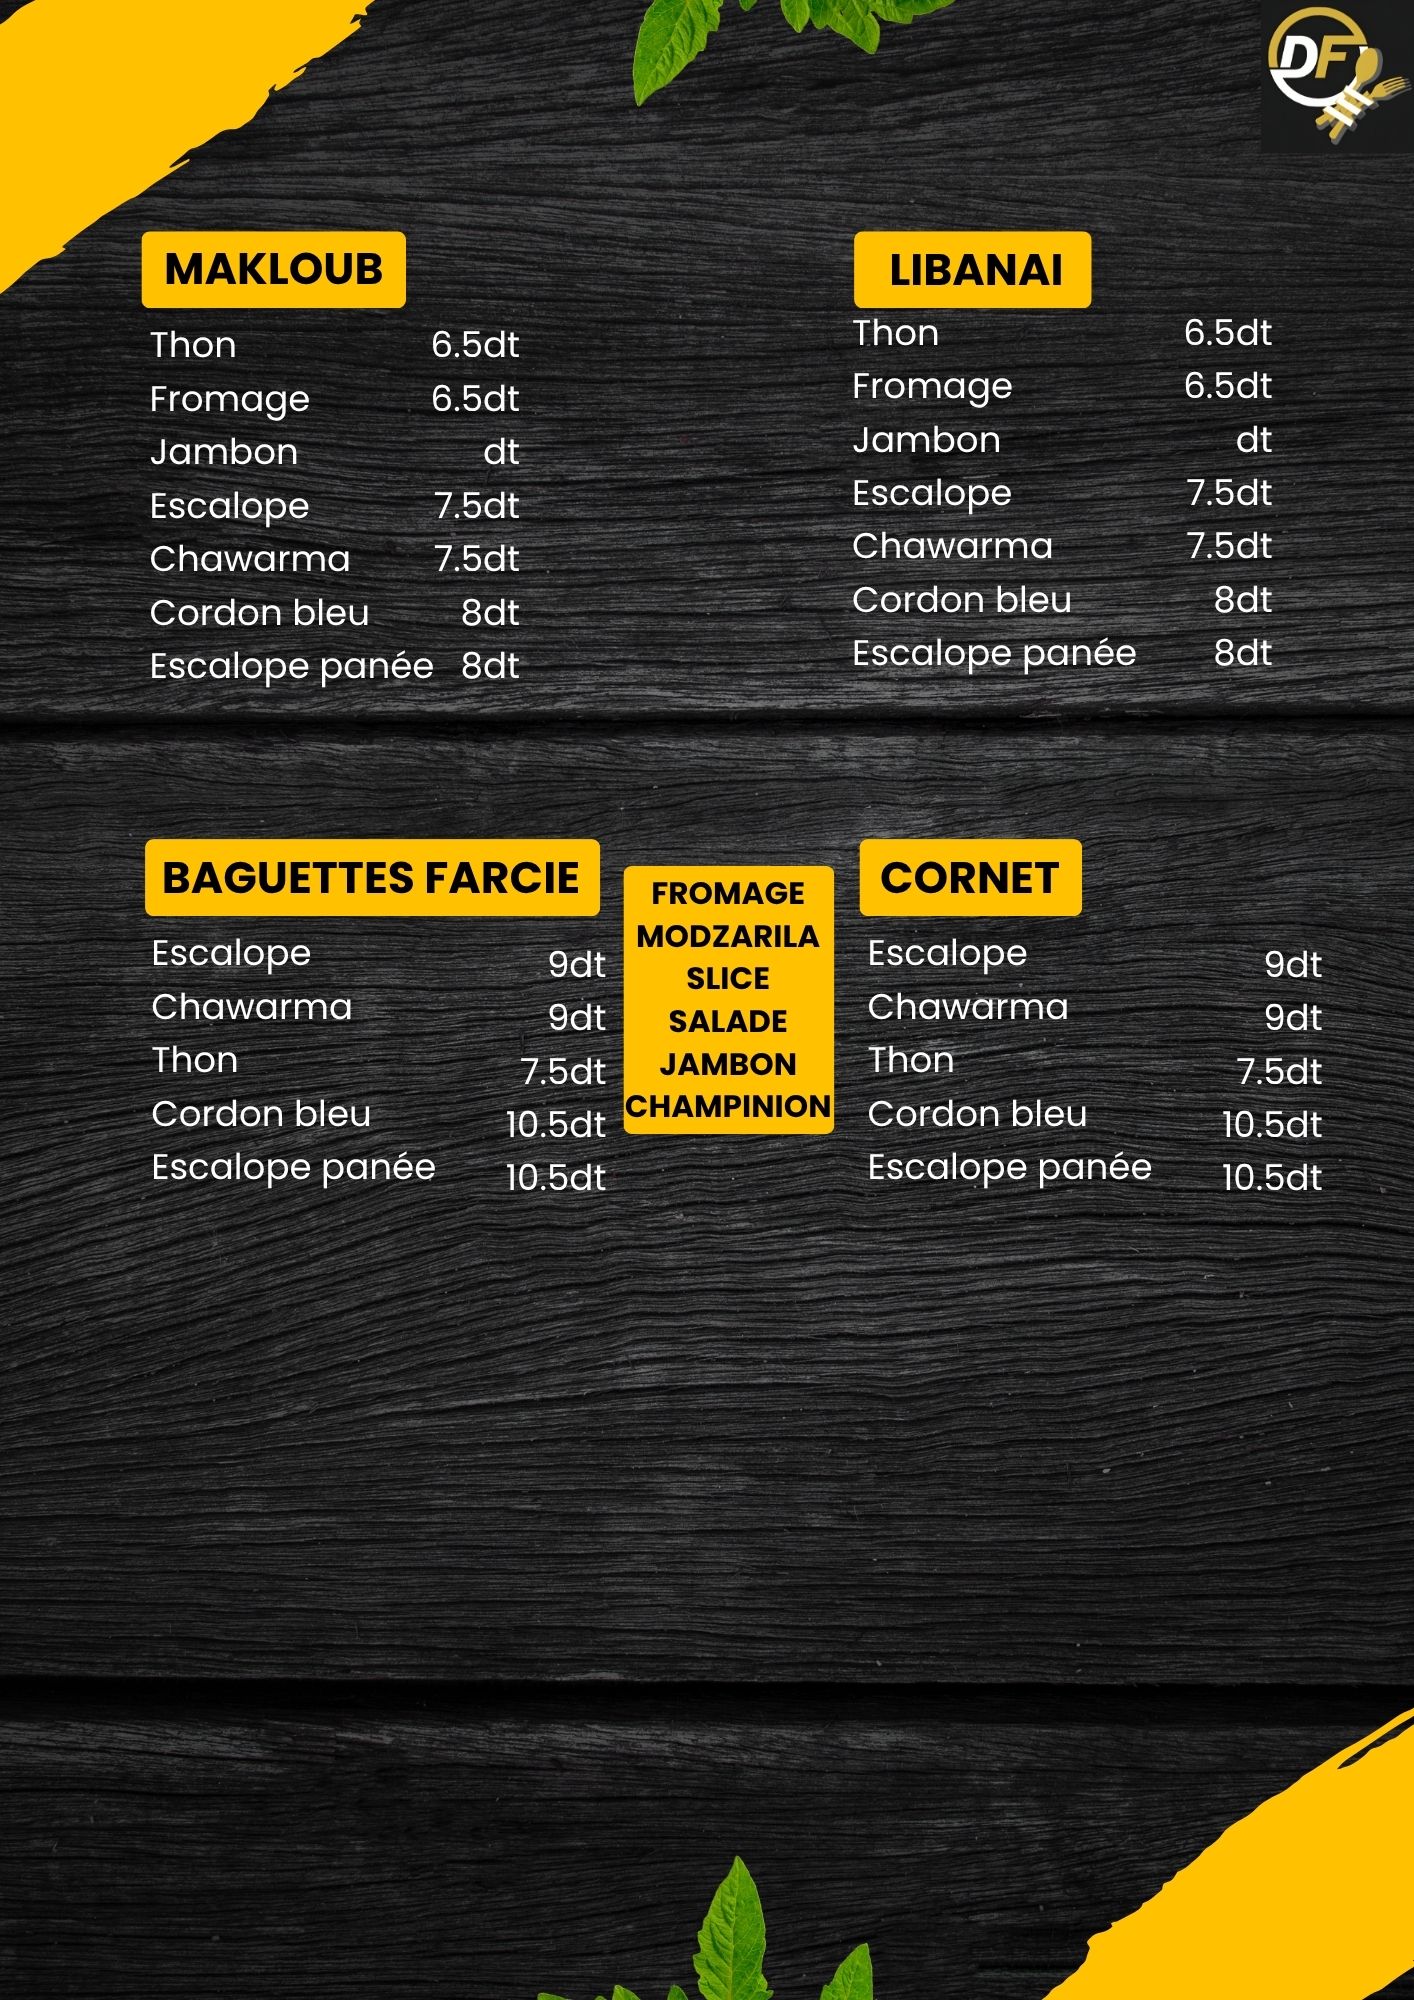 DF
MAKLOUB
Thon 6.5dt
Fromage 6.5dt
Jambon dt
Escalope 7.5dt
Chawarma 7.5dt
Cordon bleu 8dt
Escalope panée 8dt
LIBANAI
Thon 6.5dt
Fromage 6.5dt
Jambon dt
Escalope 7.5dt
Chawarma 7.5dt
Cordon bleu 8dt
Escalope panée 8dt
BAGUETTES FARCIE
Escalope 9dt
Chawarma 9dt
Thon 7.5dt
Cordon bleu 10.5dt
Escalope panée 10.5dt
FROMAGE
MODZARILA
SLICE
SALADE
JAMBON
CHAMPINION
CORNET
Escalope 9dt
Chawarma 9dt
Thon 7.5dt
Cordon bleu 10.5dt
Escalope panée 10.5dt